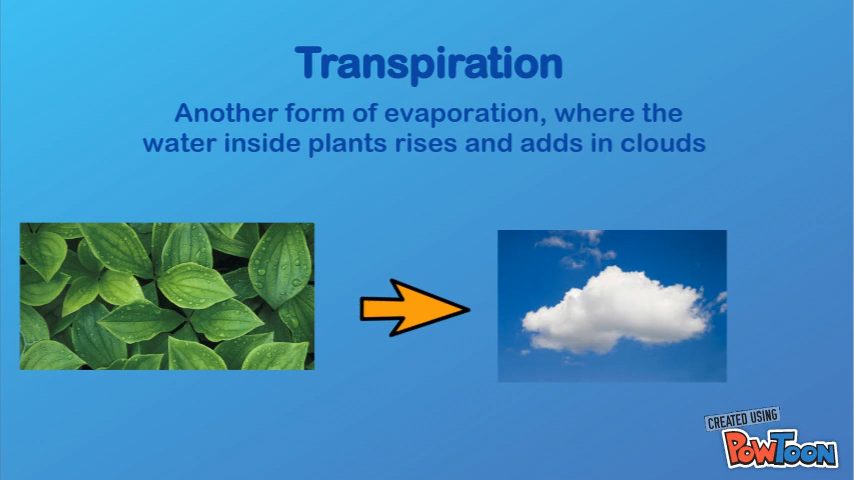 Transpiration
Another form of evaporation, where the
water inside plants rises and adds in clouds
CREATED USING
POWTOON